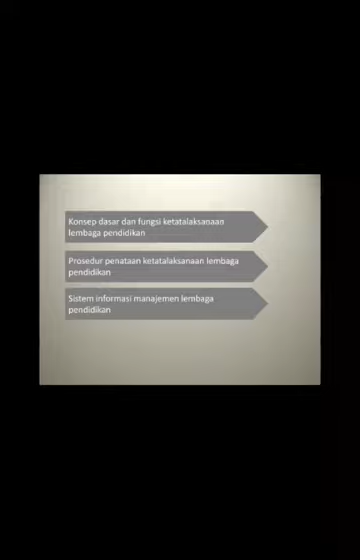 Konsep dasar dan fungsi ketatalaksanaan
lembaga pendidikan
Prosedur penataan ketatalaksanaan lembaga
pendidikan
Sistem informasi manajemen lembaga
pendidikan